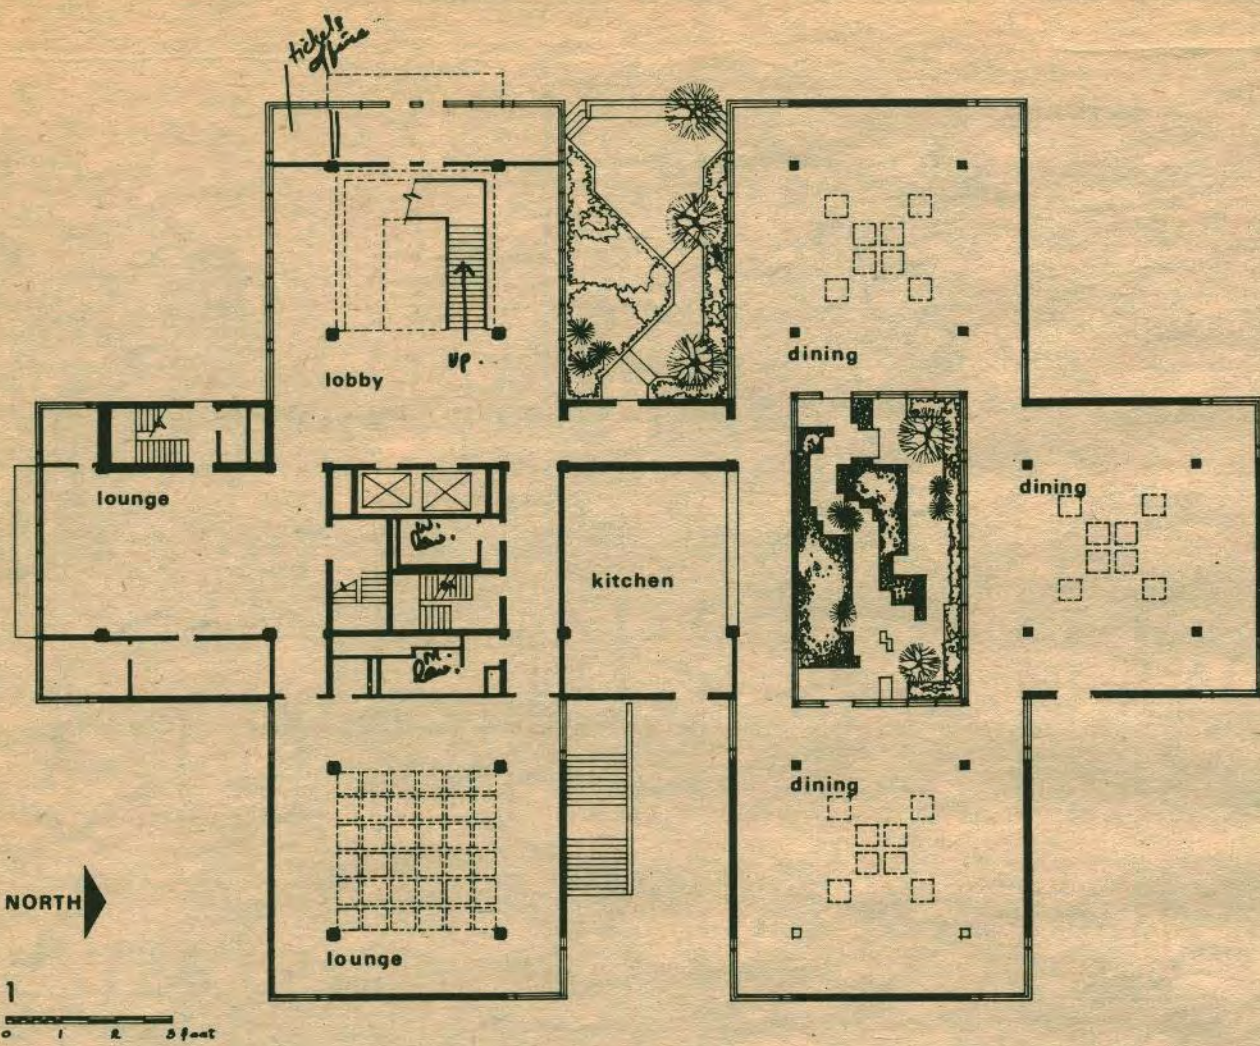 tickets
office
UP.
dining
lobby
dining
lounge
W.
kitchen
M.
dining
NORTH
lounge
1
0 1 2 3 feet